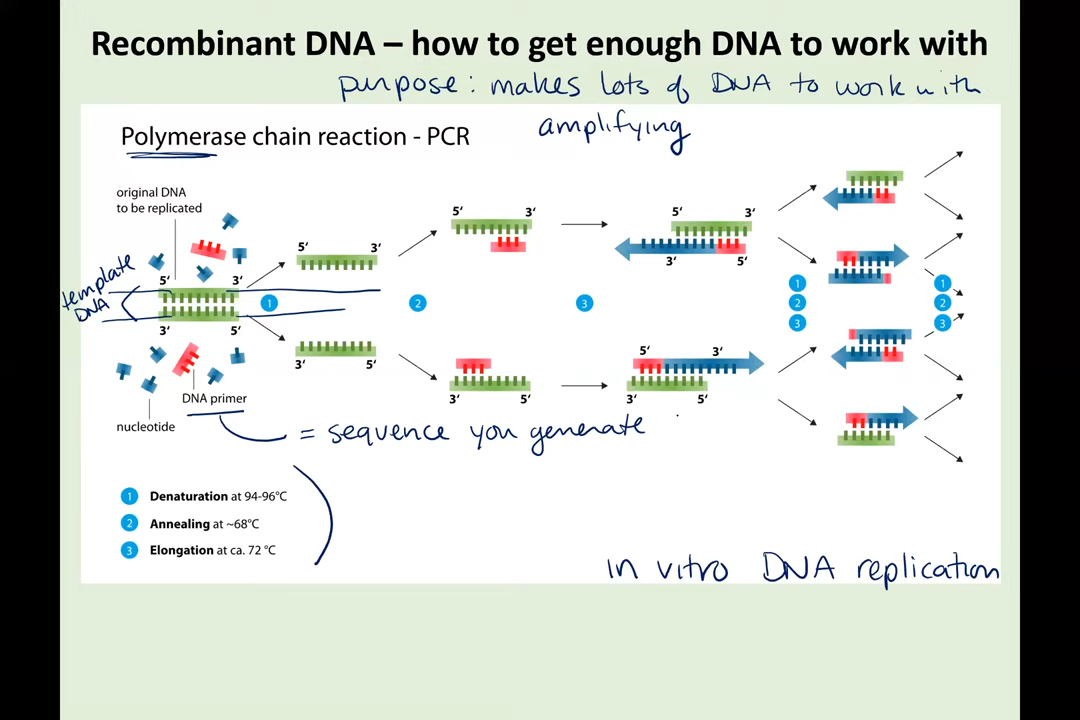 Recombinant DNA – how to get enough DNA to work with
purpose: makes lots of DNA to work with
amplifying
Polymerase chain reaction - PCR
original DNA
to be replicated
template
DNA
5‘ 3‘
3‘ 5‘
DNA primer
nucleotide
1
5‘ 3‘
3‘ 5‘
2
5‘ 3‘
3‘ 5‘
3
5‘ 3‘
3‘ 5‘
5‘ 3‘
3‘ 5‘
1
2
3
1
2
3
= sequence you generate
1 Denaturation at 94-96°C
2 Annealing at ~68°C
3 Elongation at ca. 72 °C
in vitro DNA replication